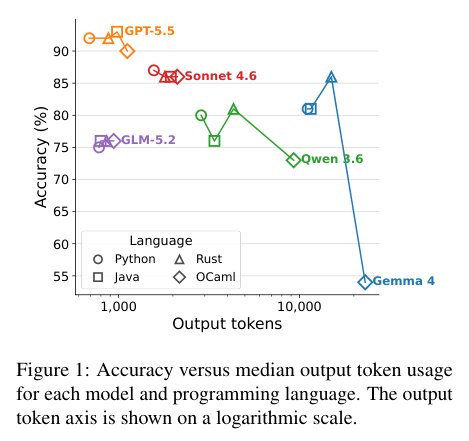 GPT-5.5
90
Sonnet 4.6
85
80
GLM-5.2
75
Qwen 3.6
70
65
60
55
Gemma 4
Accuracy (%)
Language
Python
Rust
Java
OCaml
1,000
10,000
Output tokens
Figure 1: Accuracy versus median output token usage
for each model and programming language. The output
token axis is shown on a logarithmic scale.